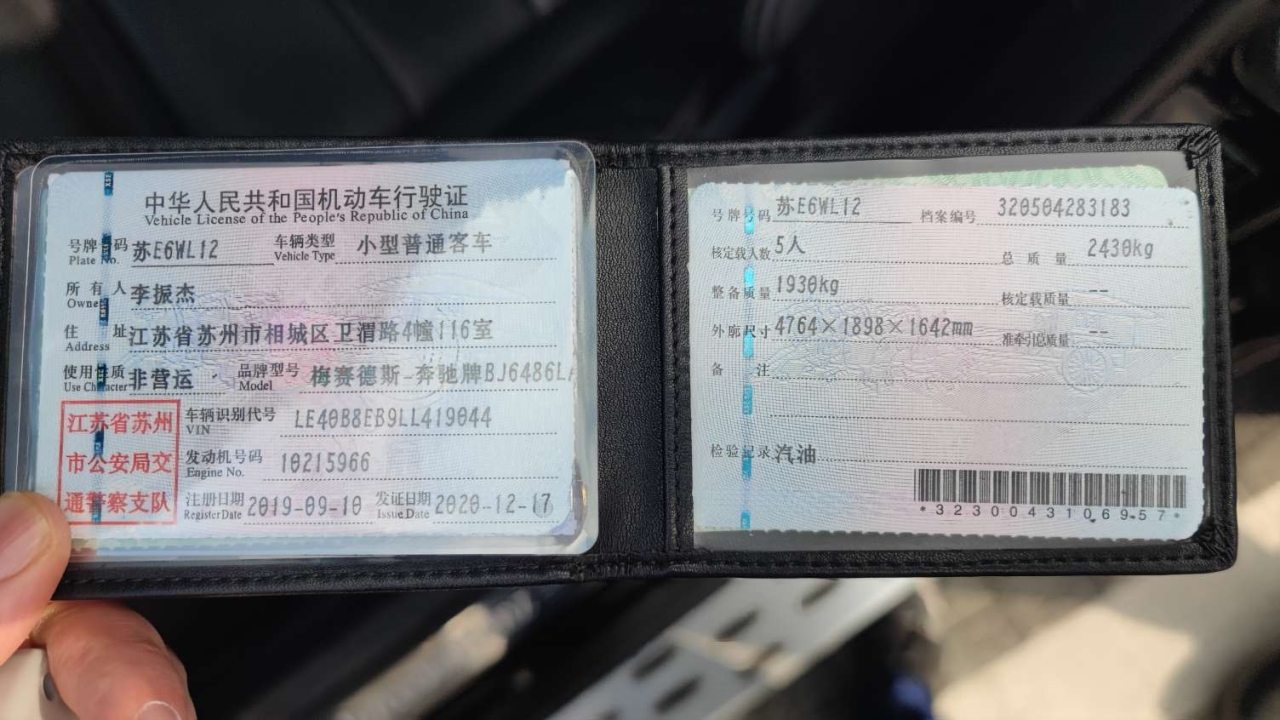 中华人民共和国机动车行驶证
Vehicle License of the People's Republic of China
号牌号码 苏E6WL12 车辆类型 小型普通客车
Plate No. Vehicle Type
所有人 李振杰
Owner
住址 江苏省苏州市相城区卫渭路4幢116室
Address
使用性质 非营运 品牌型号 梅赛德斯-奔驰牌BJ6486L
Use Character Model
江苏省苏州
市公安局交
通警察支队
车辆识别代号 LE40B8EB9LL419044
VIN
发动机号码 10215966
Engine No.
注册日期 2019-09-10 发证日期 2020-12-17
Register Date Issue Date
号牌号码 苏E6WL12 档案编号 320504283183
核定载人数 5人 总质量 2430kg
整备质量 1930kg 核定载质量 --
外廓尺寸 4764×1898×1642mm 准牵引总质量 --
备注
检验记录 汽油
*3230043106957*